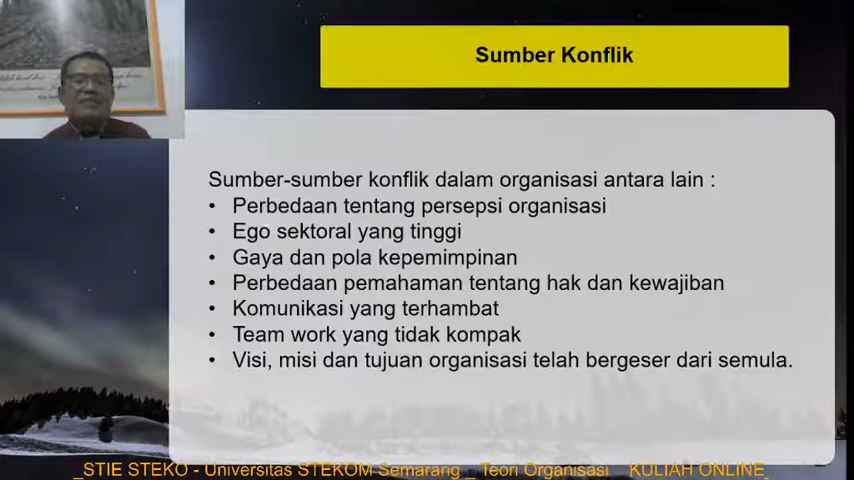 Sumber Konflik
Sumber-sumber konflik dalam organisasi antara lain :
• Perbedaan tentang persepsi organisasi
• Ego sektoral yang tinggi
• Gaya dan pola kepemimpinan
• Perbedaan pemahaman tentang hak dan kewajiban
• Komunikasi yang terhambat
• Team work yang tidak kompak
• Visi, misi dan tujuan organisasi telah bergeser dari semula.
_STIE STEKO - Universitas STEKOM Semarang _ Teori Organisasi _ KULIAH ONLINE_